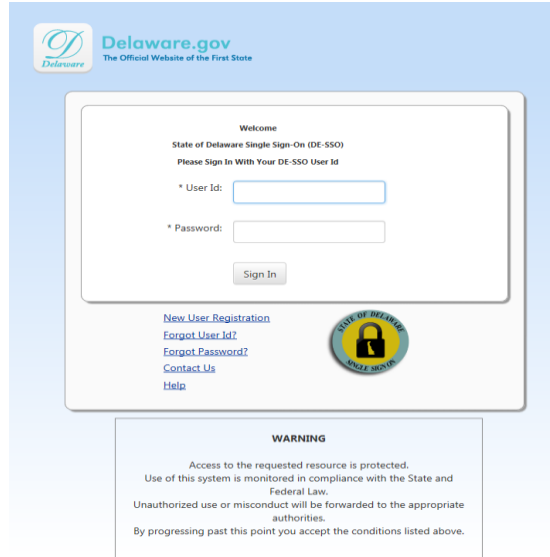 Delaware
Delaware.gov
The Official Website of the First State
Welcome
State of Delaware Single Sign-On (DE-SSO)
Please Sign In With Your DE-SSO User Id
* User Id:
* Password:
Sign In
New User Registration
Forgot User Id?
Forgot Password?
Contact Us
Help
STATE OF DELAWARE
SINGLE SIGN ON
WARNING
Access to the requested resource is protected.
Use of this system is monitored in compliance with the State and
Federal Law.
Unauthorized use or misconduct will be forwarded to the appropriate
authorities.
By progressing past this point you accept the conditions listed above.